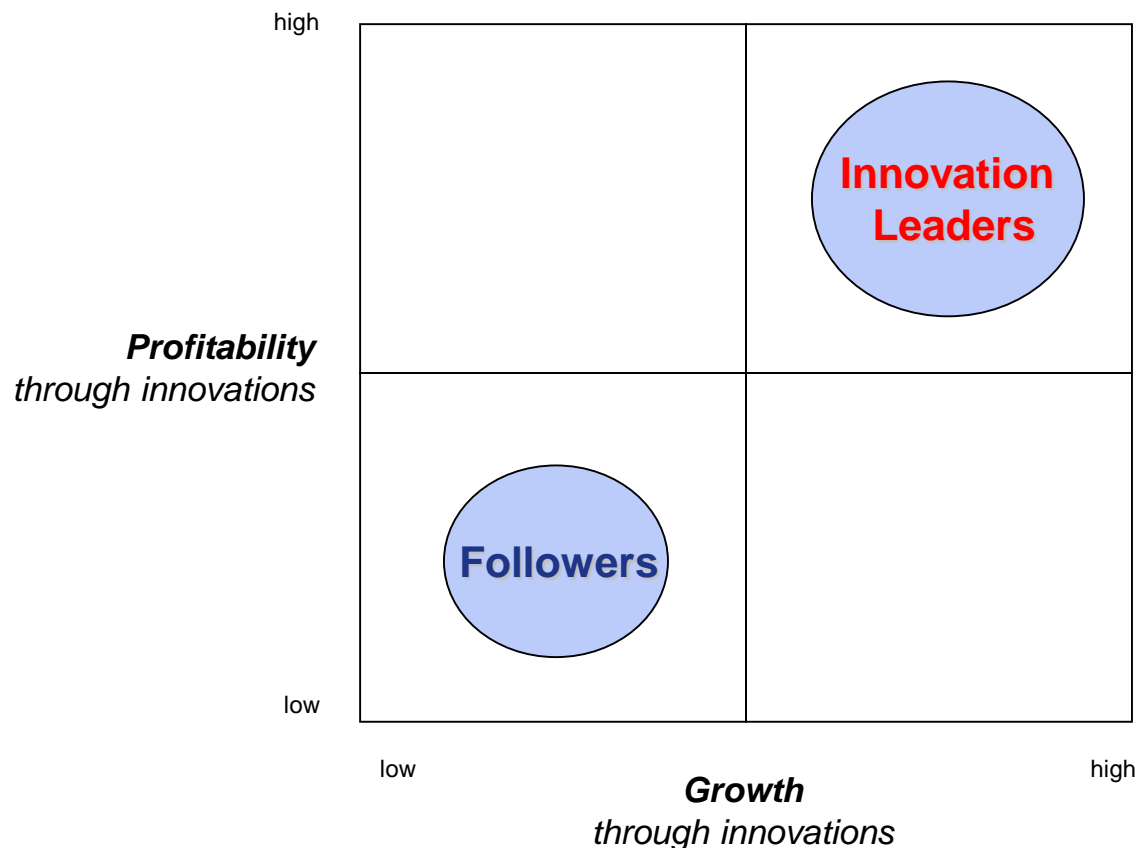 high
Innovation
Leaders
Profitability
through innovations
Followers
low
low
high
Growth
through innovations